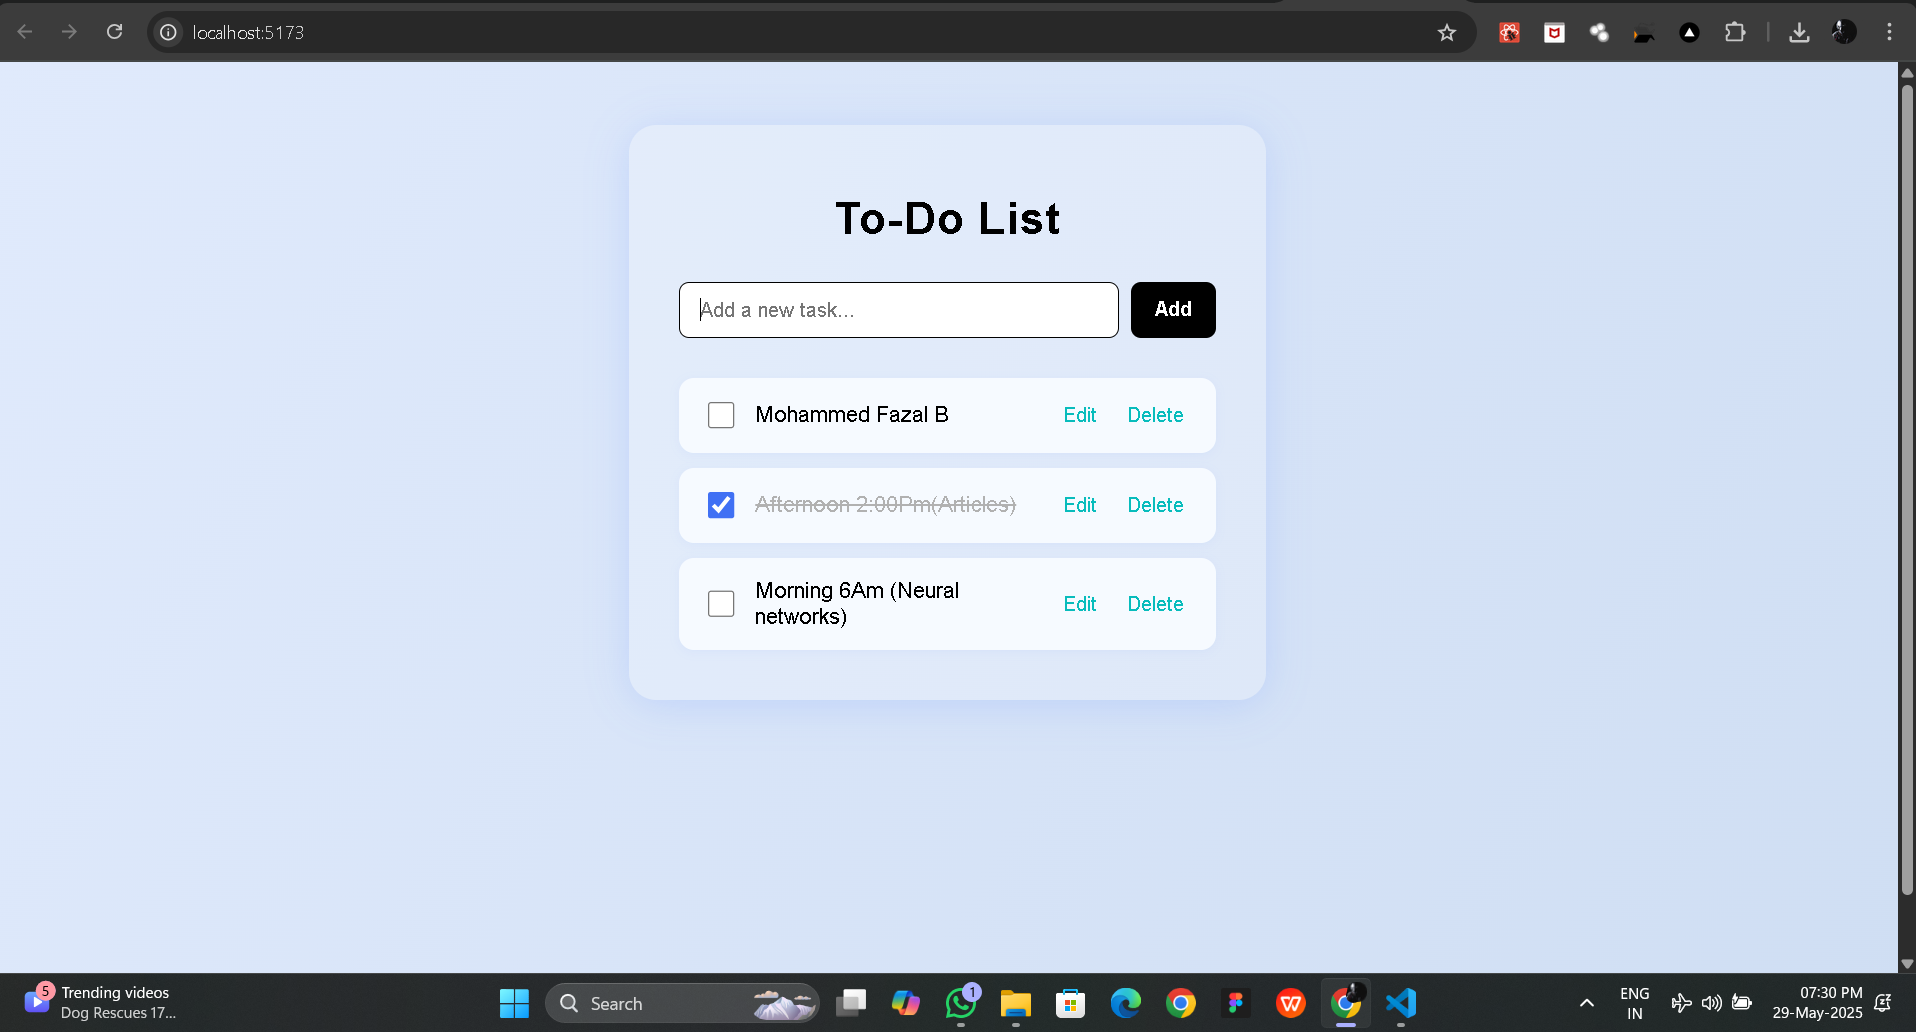 localhost:5173
To-Do List
Add a new task...
Add
Mohammed Fazal B
Edit
Delete
Afternoon 2:00Pm(Articles)
Edit
Delete
Morning 6Am (Neural
networks)
Edit
Delete
5
Trending videos
Dog Rescues 17...
Search
1
ENG
IN
07:30 PM
29-May-2025